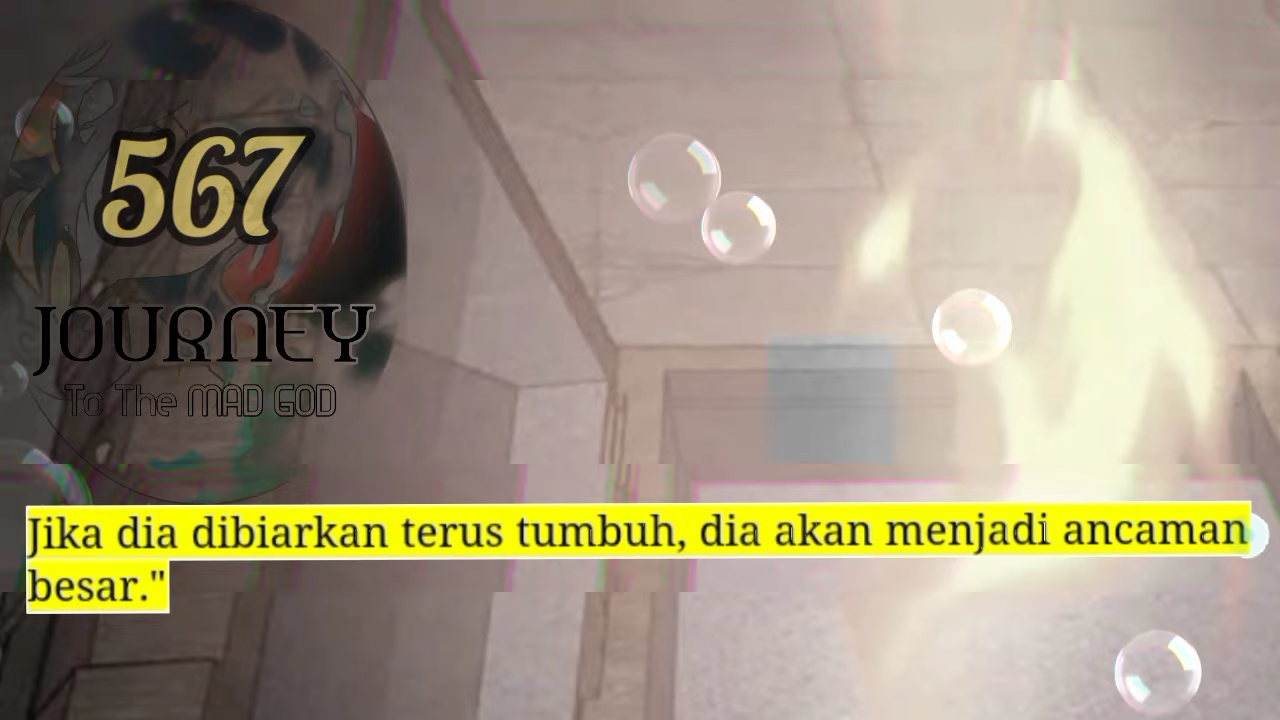 567
JOURNEY
To The MAD GOD
Jika dia dibiarkan terus tumbuh, dia akan menjadi ancaman
besar."